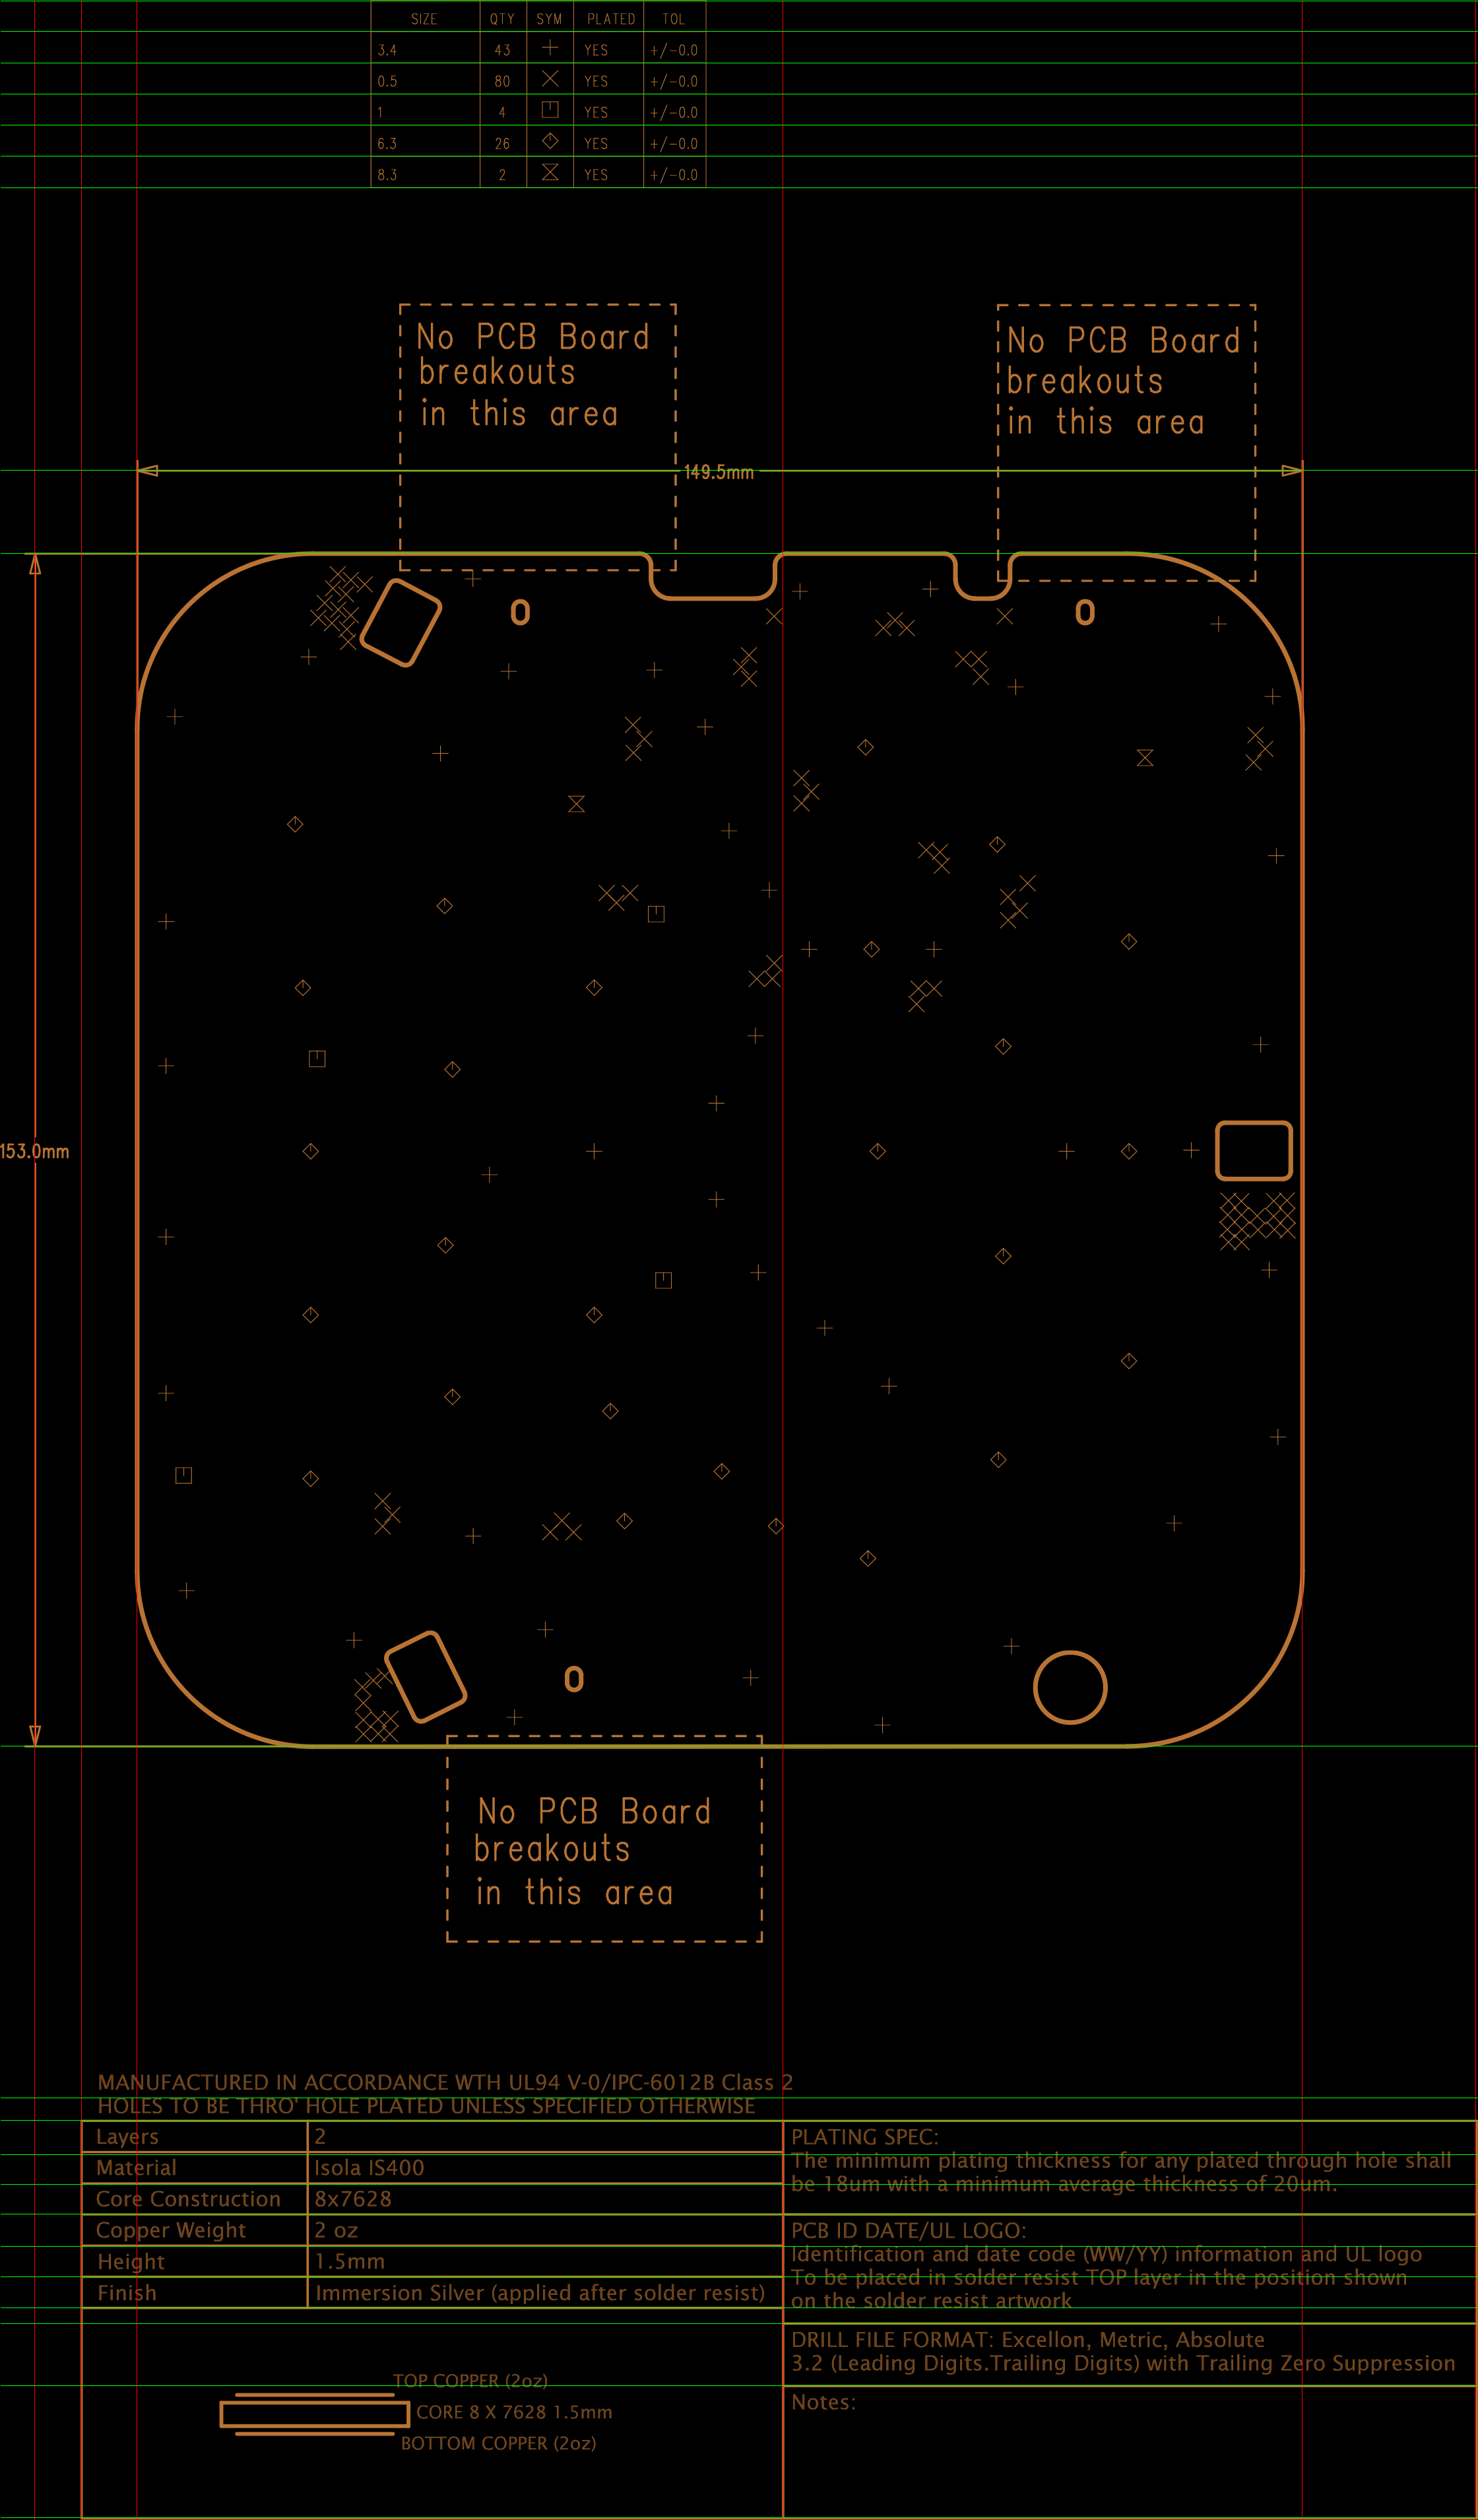 SIZE QTY SYM PLATED TOL
3.4 43 YES +/-0.0
0.5 80 YES +/-0.0
1 4 YES +/-0.0
6.3 26 YES +/-0.0
8.3 2 YES +/-0.0
No PCB Board
breakouts
in this area
No PCB Board
breakouts
in this area
149.5mm
153.0mm
No PCB Board
breakouts
in this area
MANUFACTURED IN ACCORDANCE WTH UL94 V-0/IPC-6012B Class 2
HOLES TO BE THRO' HOLE PLATED UNLESS SPECIFIED OTHERWISE
Layers 2
Material Isola IS400
Core Construction 8x7628
Copper Weight 2 oz
Height 1.5mm
Finish Immersion Silver (applied after solder resist)
PLATING SPEC:
The minimum plating thickness for any plated through hole shall
be 18um with a minimum average thickness of 20um.
PCB ID DATE/UL LOGO:
Identification and date code (WW/YY) information and UL logo
To be placed in solder resist TOP layer in the position shown
on the solder resist artwork
DRILL FILE FORMAT: Excellon, Metric, Absolute
3.2 (Leading Digits.Trailing Digits) with Trailing Zero Suppression
Notes:
TOP COPPER (2oz)
CORE 8 X 7628 1.5mm
BOTTOM COPPER (2oz)